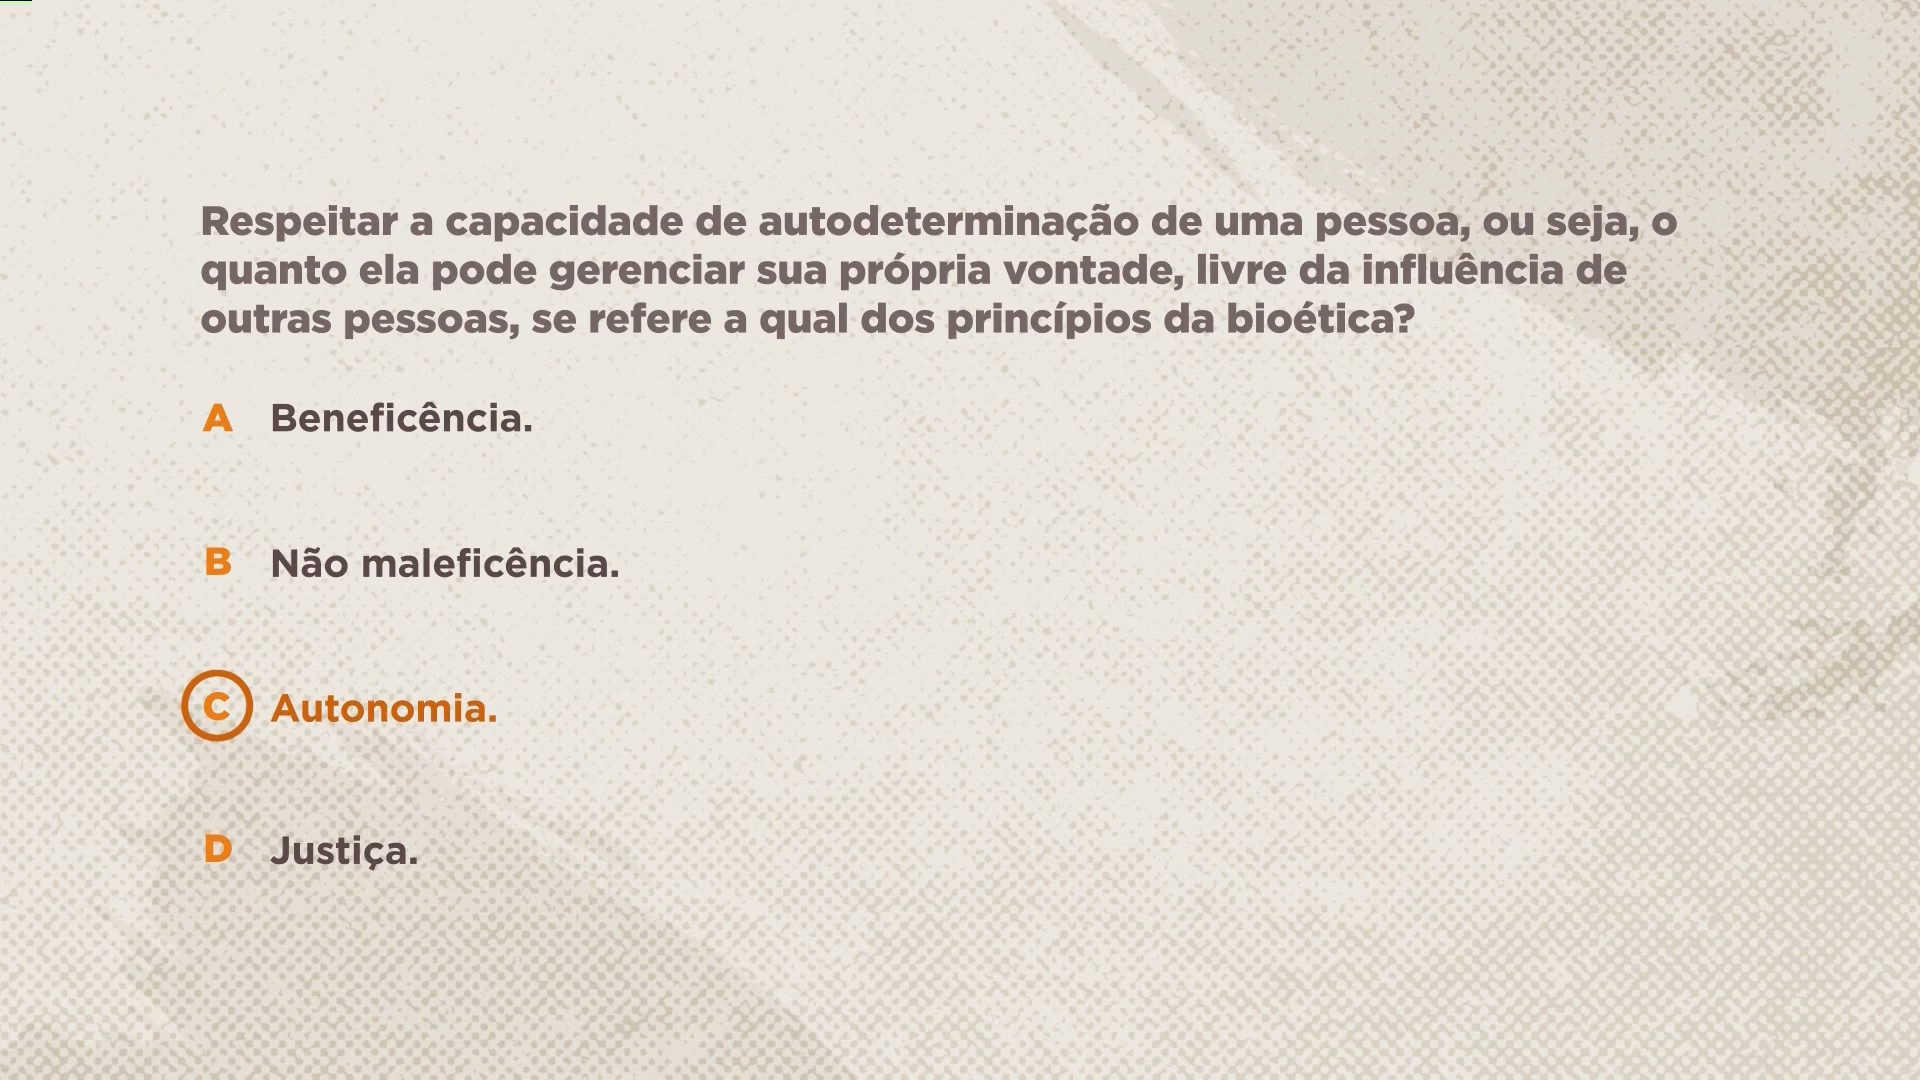 Respeitar a capacidade de autodeterminação de uma pessoa, ou seja, o
quanto ela pode gerenciar sua própria vontade, livre da influência de
outras pessoas, se refere a qual dos princípios da bioética?
A Beneficência.
B Não maleficência.
C Autonomia.
D Justiça.